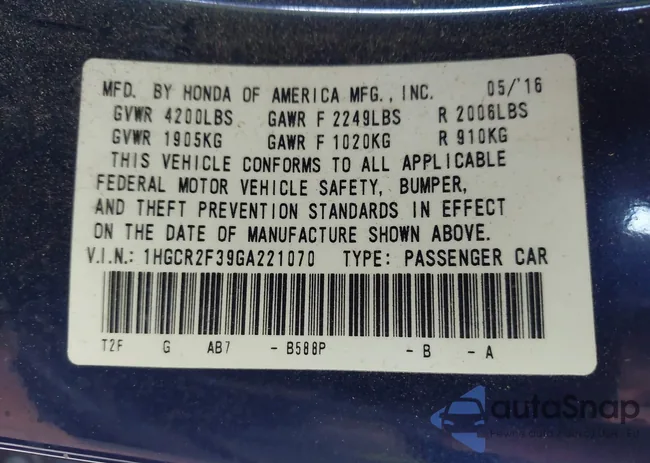 MFD. BY HONDA OF AMERICA MFG., INC. 05/'16
GVWR 4200LBS GAWR F 2249LBS R 2006LBS
GVWR 1905KG GAWR F 1020KG R 910KG
THIS VEHICLE CONFORMS TO ALL APPLICABLE
FEDERAL MOTOR VEHICLE SAFETY, BUMPER,
AND THEFT PREVENTION STANDARDS IN EFFECT
ON THE DATE OF MANUFACTURE SHOWN ABOVE.
V.I.N.: 1HGCR2F39GA221070 TYPE: PASSENGER CAR
T2F G AB7 - B588P - B - A
autoSnap